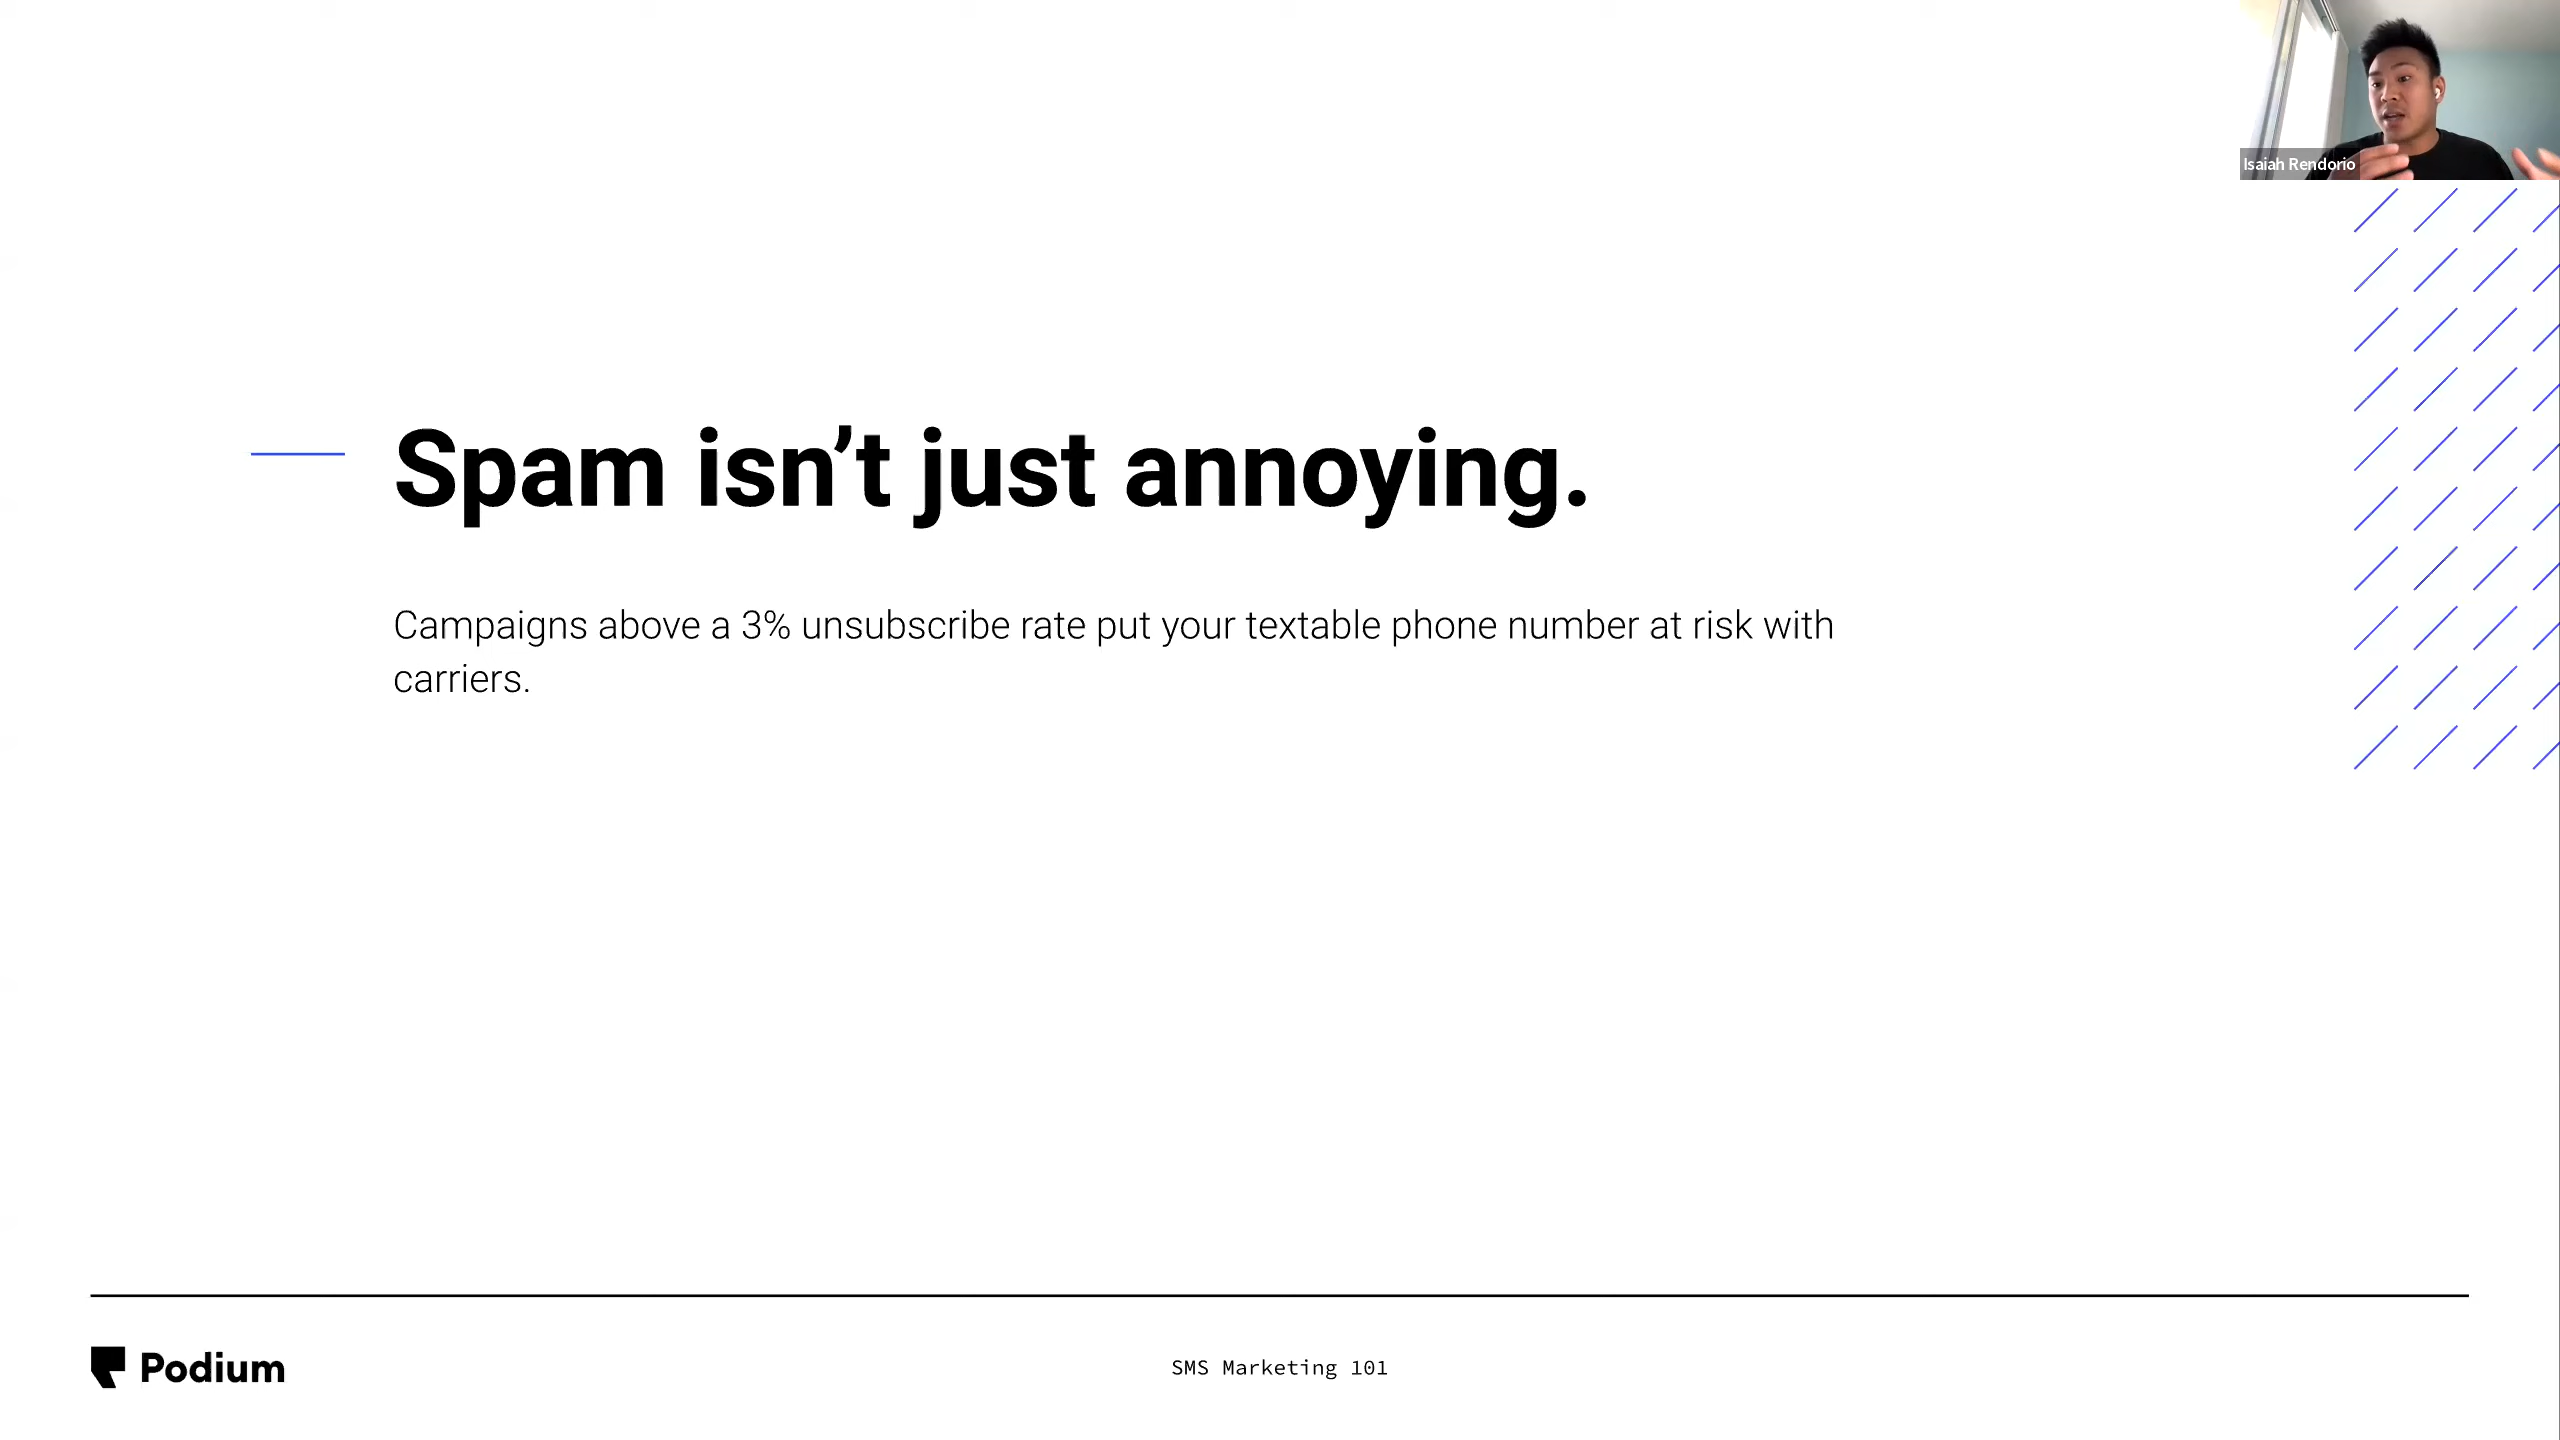 Isaiah Rendorio
Spam isn’t just annoying.
Campaigns above a 3% unsubscribe rate put your textable phone number at risk with
carriers.
Podium
SMS Marketing 101